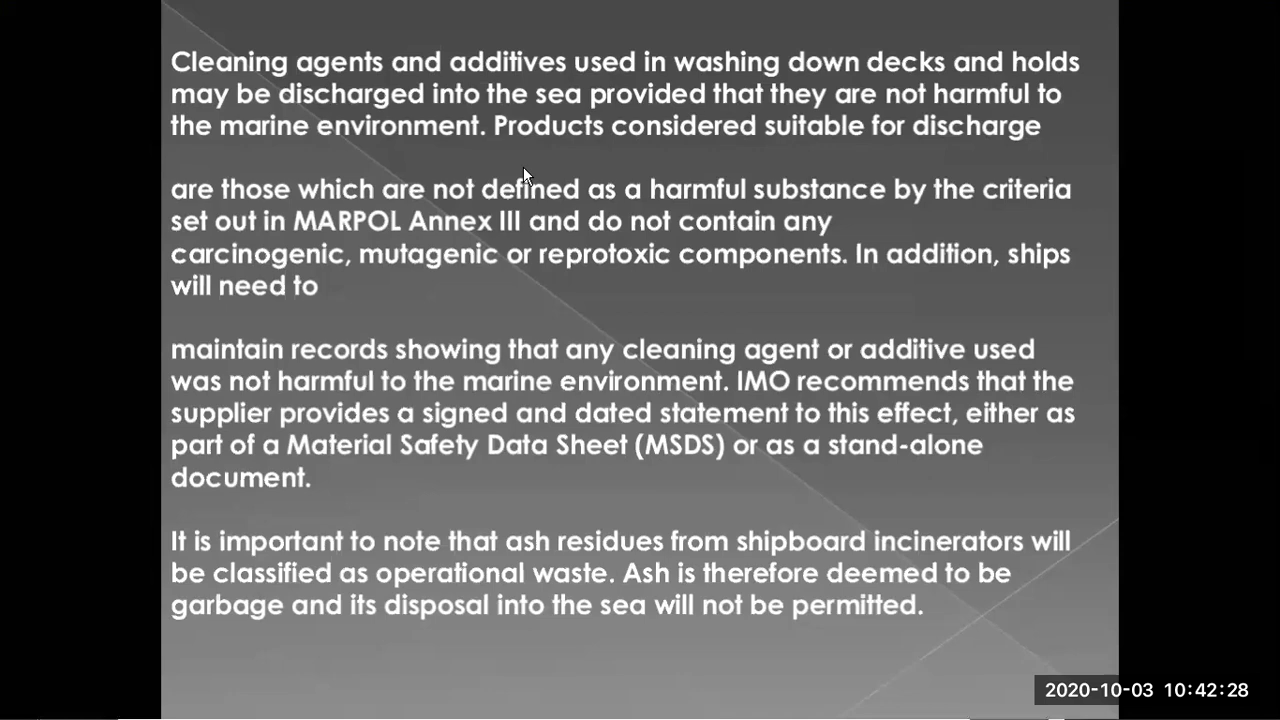 Cleaning agents and additives used in washing down decks and holds
may be discharged into the sea provided that they are not harmful to
the marine environment. Products considered suitable for discharge
are those which are not defined as a harmful substance by the criteria
set out in MARPOL Annex III and do not contain any
carcinogenic, mutagenic or reprotoxic components. In addition, ships
will need to
maintain records showing that any cleaning agent or additive used
was not harmful to the marine environment. IMO recommends that the
supplier provides a signed and dated statement to this effect, either as
part of a Material Safety Data Sheet (MSDS) or as a stand-alone
document.
It is important to note that ash residues from shipboard incinerators will
be classified as operational waste. Ash is therefore deemed to be
garbage and its disposal into the sea will not be permitted.
2020-10-03 10:42:28